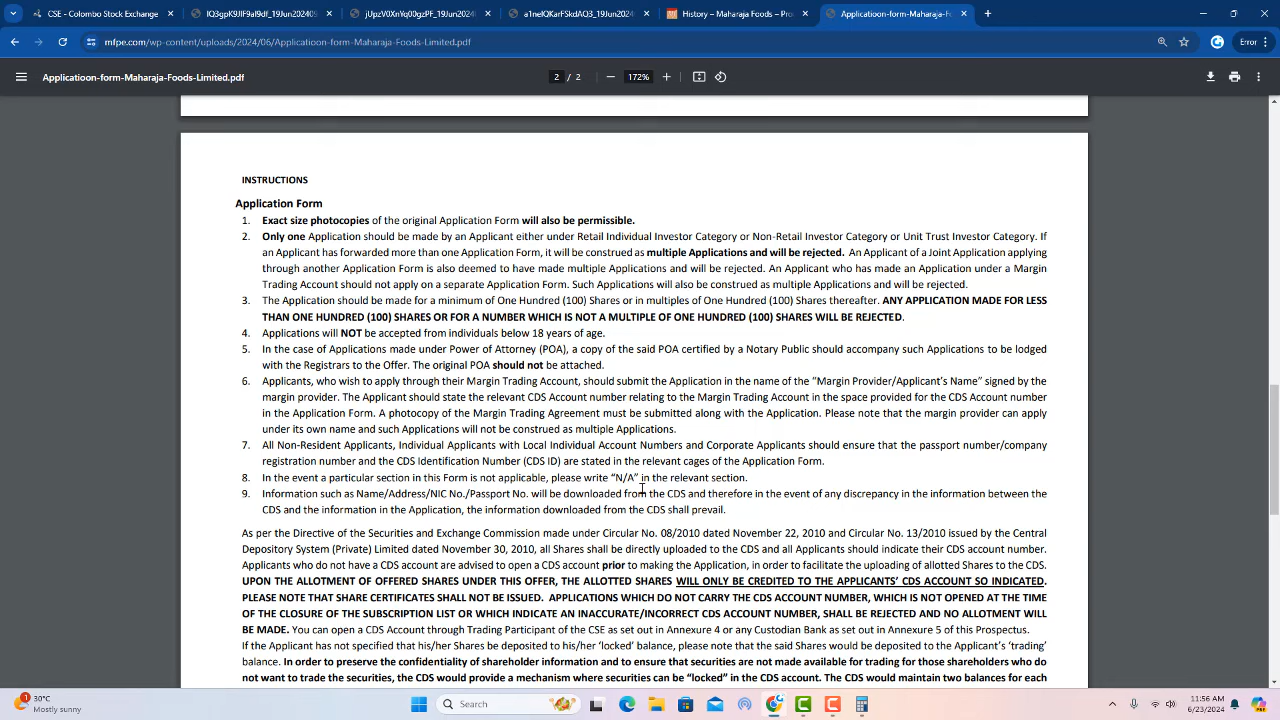 CSE - Colombo Stock Exchange
IQ3gpK9JlF9al9df_19Jun2024095
jUpzV0XnYq00gzPF_19Jun2024
a1neIQKarFSkdAQ3_19Jun2024
History – Maharaja Foods – Pro
Applicatioon-form-Maharaja-Fo
mfpe.com/wp-content/uploads/2024/06/Applicatioon-form-Maharaja-Foods-Limited.pdf
Error
Applicatioon-form-Maharaja-Foods-Limited.pdf
2 / 2
172%
INSTRUCTIONS
Application Form
1. Exact size photocopies of the original Application Form will also be permissible.
2. Only one Application should be made by an Applicant either under Retail Individual Investor Category or Non-Retail Investor Category or Unit Trust Investor Category. If
an Applicant has forwarded more than one Application Form, it will be construed as multiple Applications and will be rejected. An Applicant of a Joint Application applying
through another Application Form is also deemed to have made multiple Applications and will be rejected. An Applicant who has made an Application under a Margin
Trading Account should not apply on a separate Application Form. Such Applications will also be construed as multiple Applications and will be rejected.
3. The Application should be made for a minimum of One Hundred (100) Shares or in multiples of One Hundred (100) Shares thereafter. ANY APPLICATION MADE FOR LESS
THAN ONE HUNDRED (100) SHARES OR FOR A NUMBER WHICH IS NOT A MULTIPLE OF ONE HUNDRED (100) SHARES WILL BE REJECTED.
4. Applications will NOT be accepted from individuals below 18 years of age.
5. In the case of Applications made under Power of Attorney (POA), a copy of the said POA certified by a Notary Public should accompany such Applications to be lodged
with the Registrars to the Offer. The original POA should not be attached.
6. Applicants, who wish to apply through their Margin Trading Account, should submit the Application in the name of the “Margin Provider/Applicant’s Name” signed by the
margin provider. The Applicant should state the relevant CDS Account number relating to the Margin Trading Account in the space provided for the CDS Account number
in the Application Form. A photocopy of the Margin Trading Agreement must be submitted along with the Application. Please note that the margin provider can apply
under its own name and such Applications will not be construed as multiple Applications.
7. All Non-Resident Applicants, Individual Applicants with Local Individual Account Numbers and Corporate Applicants should ensure that the passport number/company
registration number and the CDS Identification Number (CDS ID) are stated in the relevant cages of the Application Form.
8. In the event a particular section in this Form is not applicable, please write “N/A” in the relevant section.
9. Information such as Name/Address/NIC No./Passport No. will be downloaded from the CDS and therefore in the event of any discrepancy in the information between the
CDS and the information in the Application, the information downloaded from the CDS shall prevail.
As per the Directive of the Securities and Exchange Commission made under Circular No. 08/2010 dated November 22, 2010 and Circular No. 13/2010 issued by the Central
Depository System (Private) Limited dated November 30, 2010, all Shares shall be directly uploaded to the CDS and all Applicants should indicate their CDS account number.
Applicants who do not have a CDS account are advised to open a CDS account prior to making the Application, in order to facilitate the uploading of allotted Shares to the CDS.
UPON THE ALLOTMENT OF OFFERED SHARES UNDER THIS OFFER, THE ALLOTTED SHARES WILL ONLY BE CREDITED TO THE APPLICANTS’ CDS ACCOUNT SO INDICATED.
PLEASE NOTE THAT SHARE CERTIFICATES SHALL NOT BE ISSUED. APPLICATIONS WHICH DO NOT CARRY THE CDS ACCOUNT NUMBER, WHICH IS NOT OPENED AT THE TIME
OF THE CLOSURE OF THE SUBSCRIPTION LIST OR WHICH INDICATE AN INACCURATE/INCORRECT CDS ACCOUNT NUMBER, SHALL BE REJECTED AND NO ALLOTMENT WILL
BE MADE. You can open a CDS Account through Trading Participant of the CSE as set out in Annexure 4 or any Custodian Bank as set out in Annexure 5 of this Prospectus.
If the Applicant has not specified that his/her Shares be deposited to his/her ‘locked’ balance, please note that the said Shares would be deposited to the Applicant’s ‘trading’
balance. In order to preserve the confidentiality of shareholder information and to ensure that securities are not made available for trading for those shareholders who do
not want to trade the securities, the CDS would provide a mechanism where securities can be “locked” in the CDS account. The CDS would maintain two balances for each
1
30°C
Mostly sunny
Search
11:56 AM
6/23/2024